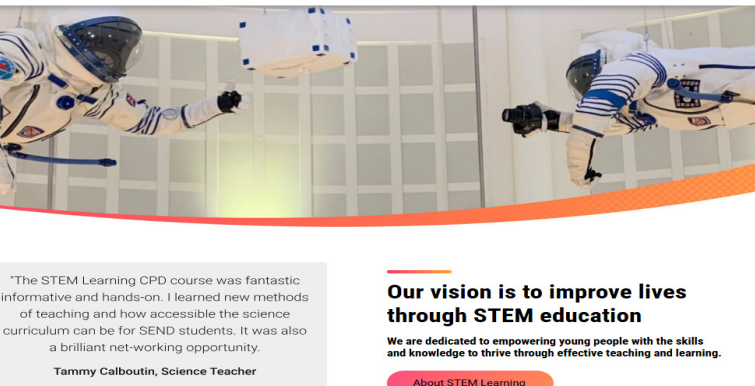 "The STEM Learning CPD course was fantastic
informative and hands-on. I learned new methods
of teaching and how accessible the science
curriculum can be for SEND students. It was also
a brilliant net-working opportunity.
Tammy Calboutin, Science Teacher
Our vision is to improve lives
through STEM education
We are dedicated to empowering young people with the skills
and knowledge to thrive through effective teaching and learning.
About STEM Learning